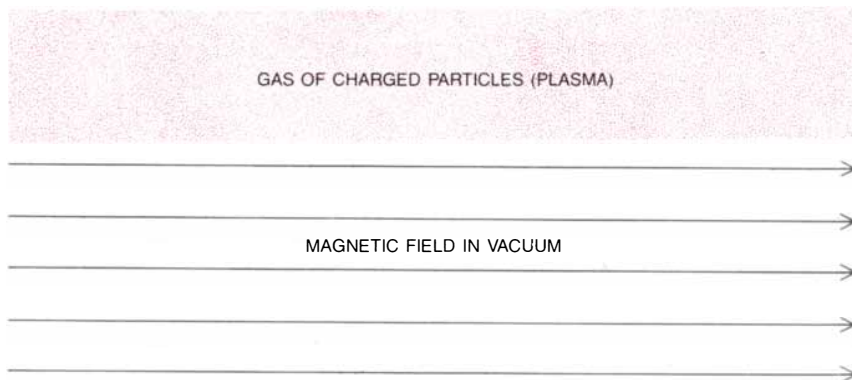 GAS OF CHARGED PARTICLES (PLASMA)
MAGNETIC FIELD IN VACUUM